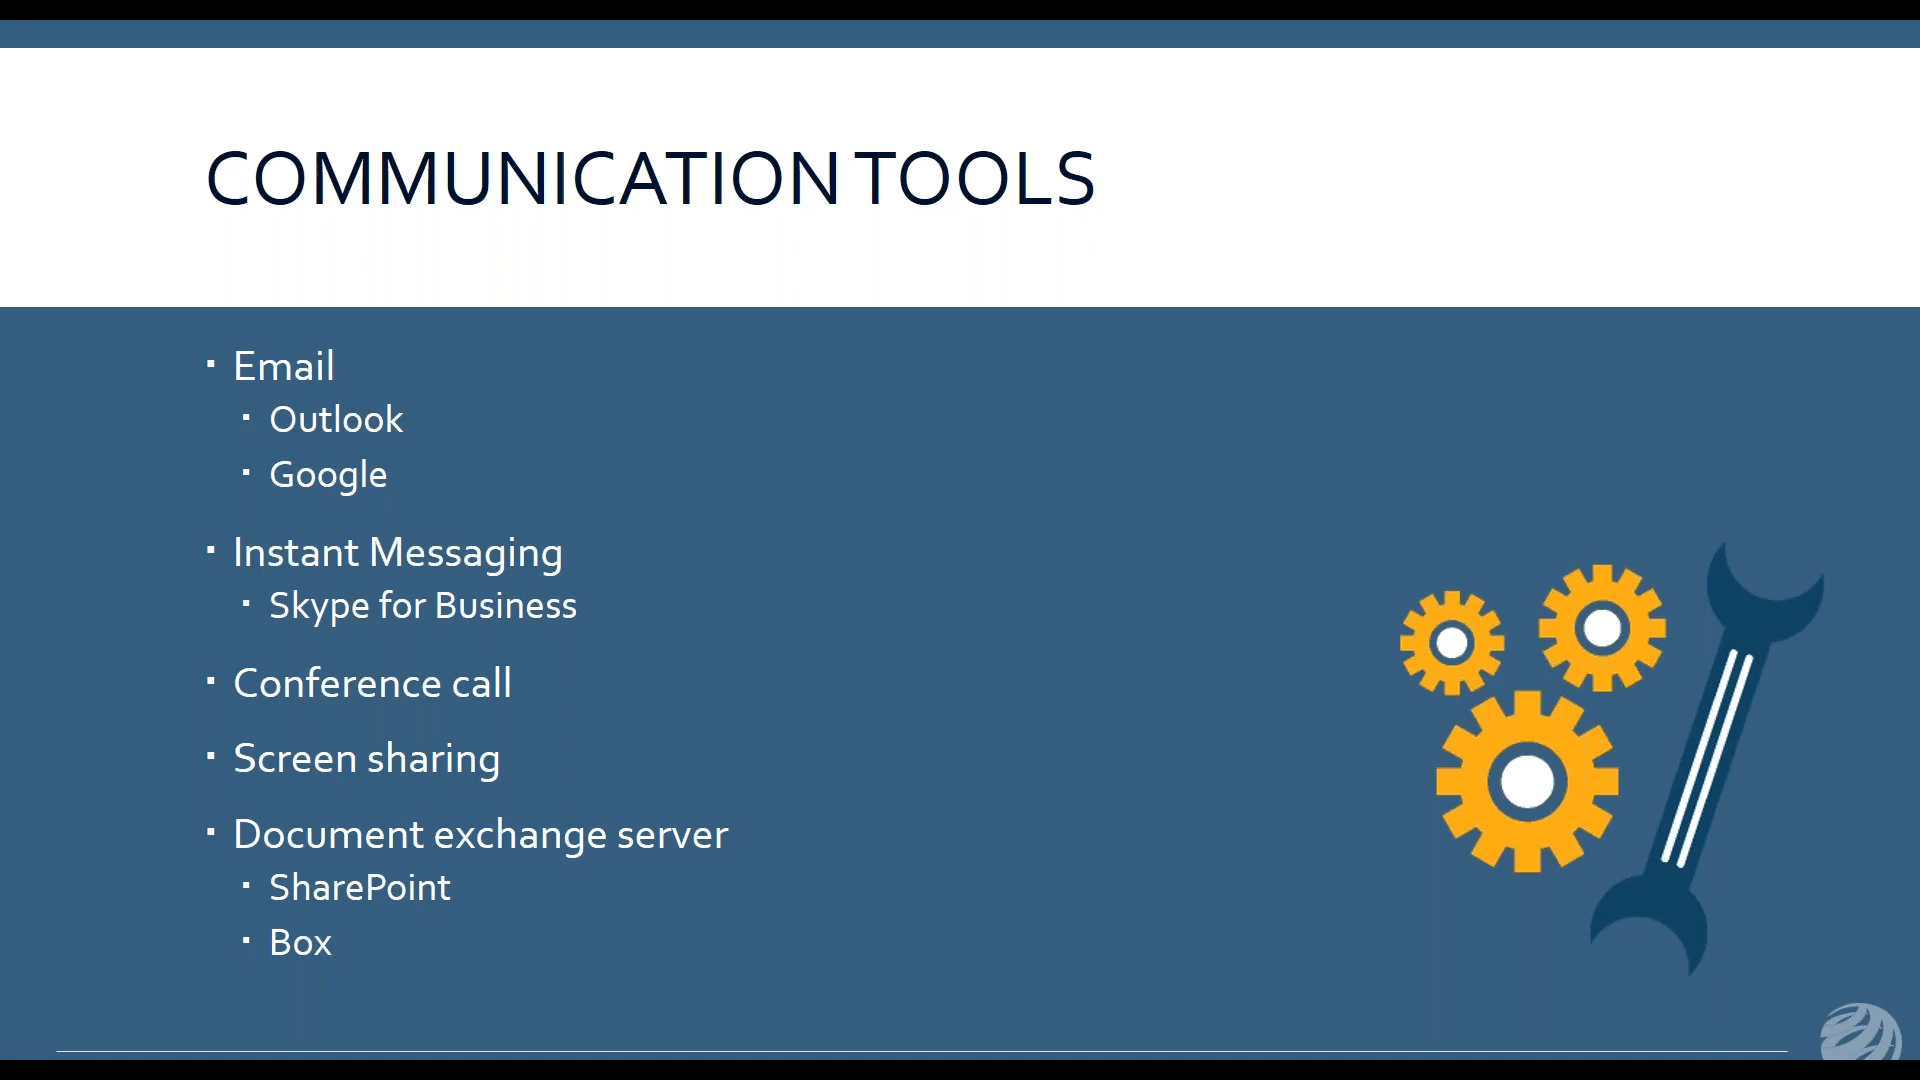 COMMUNICATION TOOLS
▪ Email
▪ Outlook
▪ Google
▪ Instant Messaging
▪ Skype for Business
▪ Conference call
▪ Screen sharing
▪ Document exchange server
▪ SharePoint
▪ Box